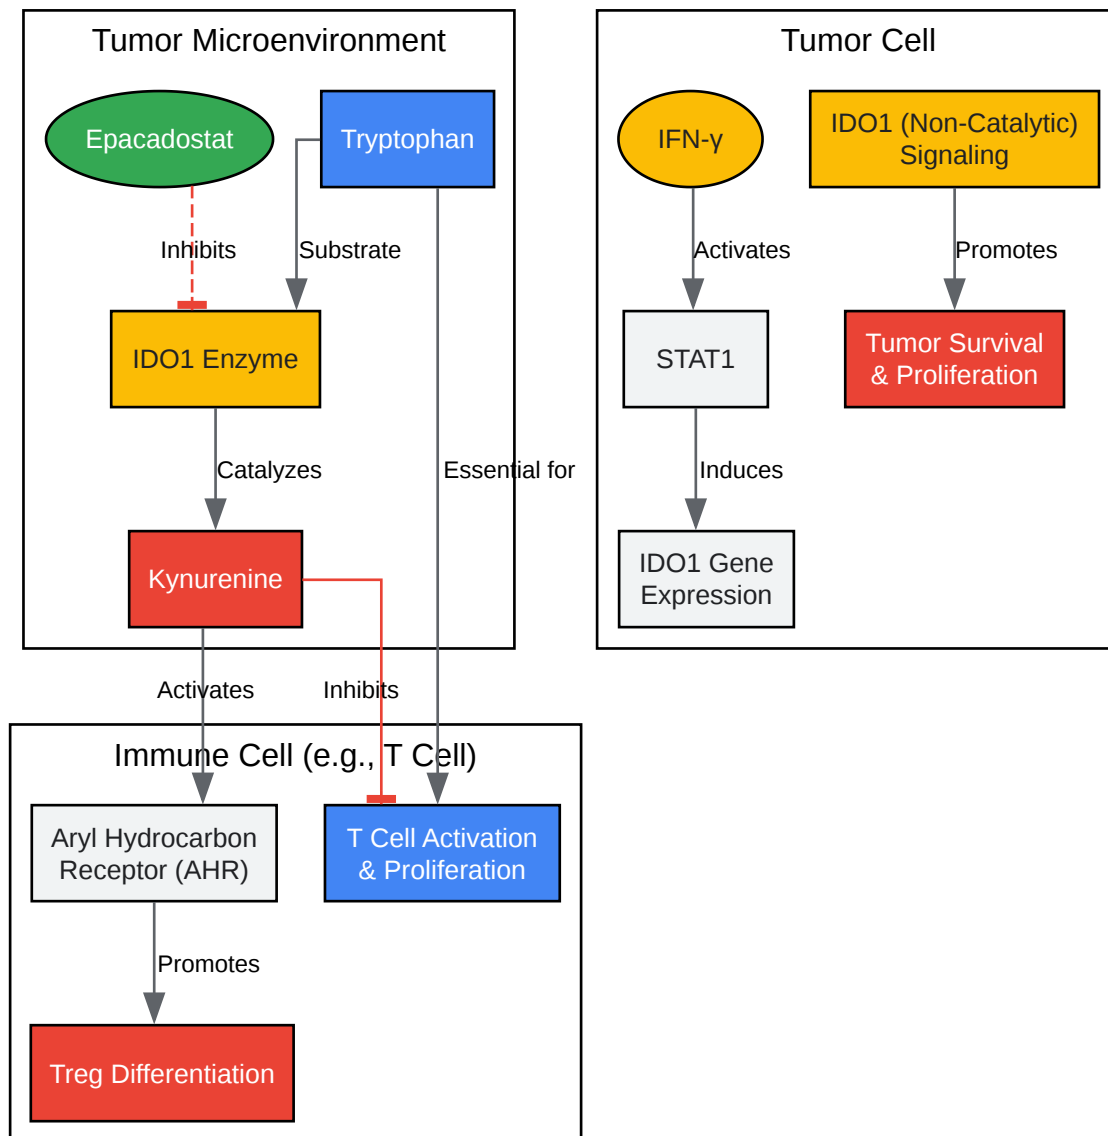 Tumor Microenvironment
Epacadostat
Tryptophan
Inhibits
Substrate
IDO1 Enzyme
Catalyzes
Essential for
Kynurenine
Activates
Inhibits
Immune Cell (e.g., T Cell)
Aryl Hydrocarbon
Receptor (AHR)
T Cell Activation
& Proliferation
Promotes
Treg Differentiation
Tumor Cell
IFN-γ
IDO1 (Non-Catalytic)
Signaling
Activates
Promotes
STAT1
Tumor Survival
& Proliferation
Induces
IDO1 Gene
Expression